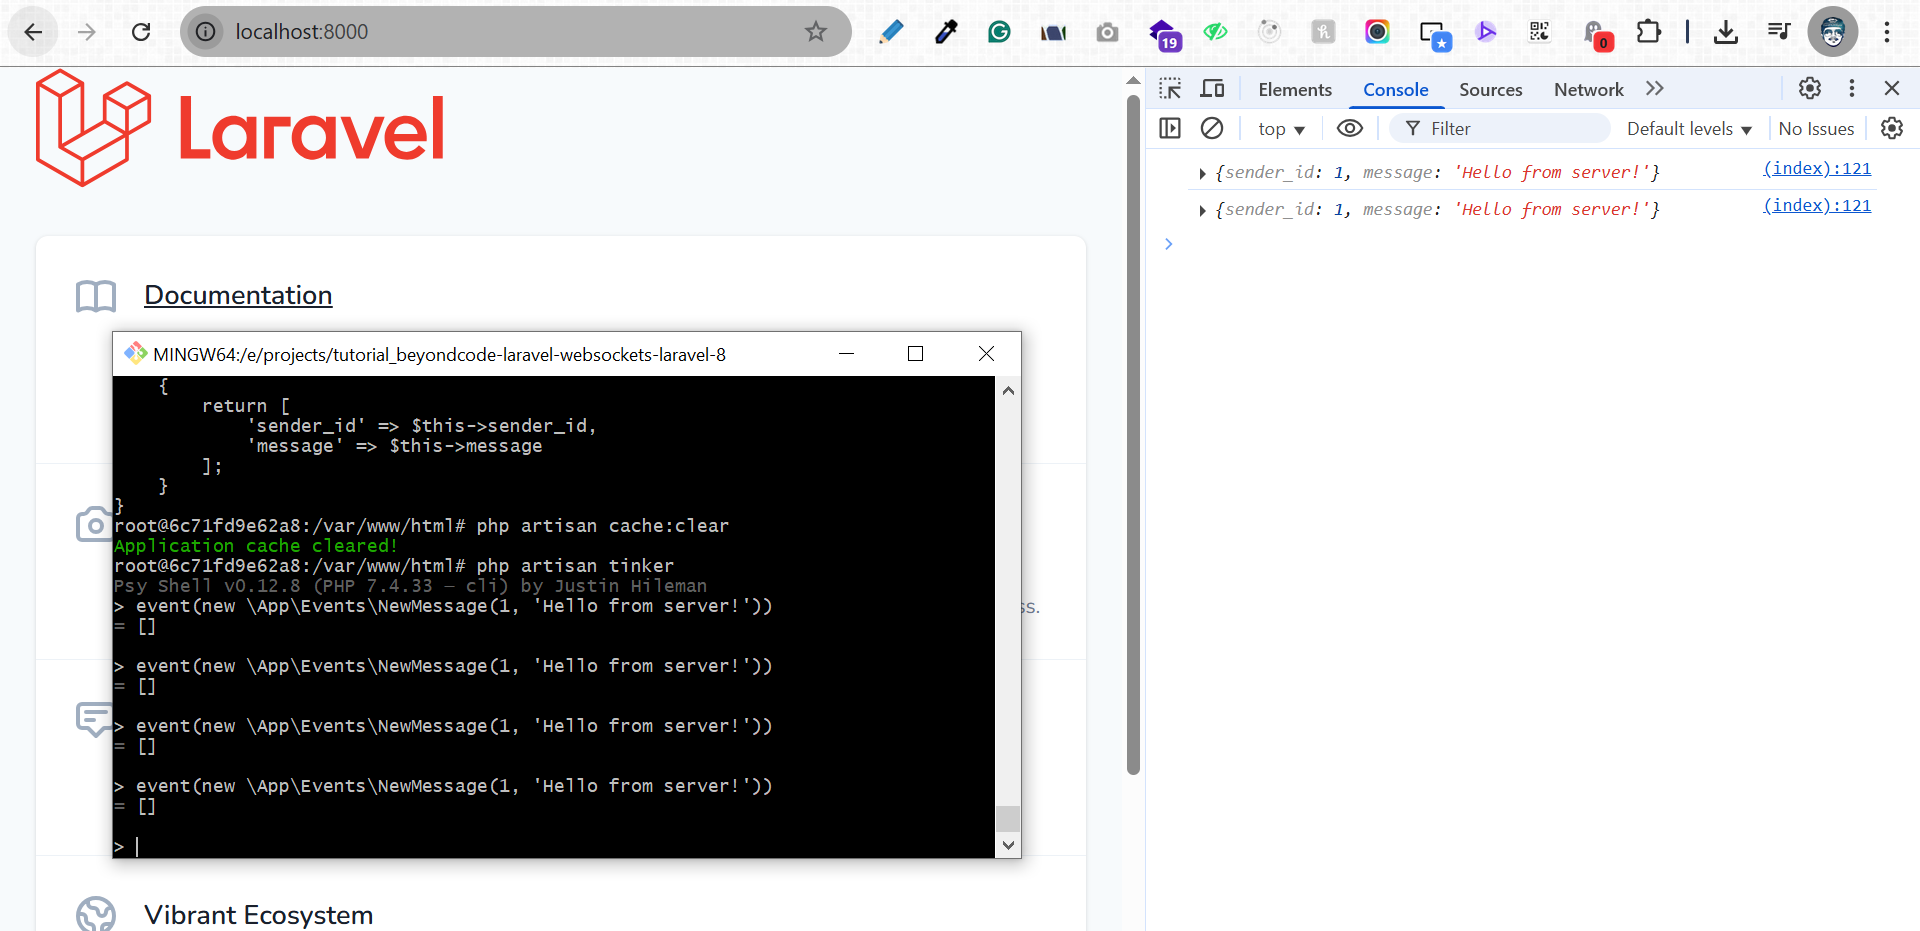 localhost:8000
19
0
Laravel
Elements
Console
Sources
Network
top
Filter
Default levels
No Issues
{sender_id: 1, message: 'Hello from server!'}
(index):121
{sender_id: 1, message: 'Hello from server!'}
(index):121
Documentation
MINGW64:/e/projects/tutorial_beyondcode-laravel-websockets-laravel-8
{
return [
'sender_id' => $this->sender_id,
'message' => $this->message
];
}
}
root@6c71fd9e62a8:/var/www/html# php artisan cache:clear
Application cache cleared!
root@6c71fd9e62a8:/var/www/html# php artisan tinker
Psy Shell v0.12.8 (PHP 7.4.33 — cli) by Justin Hileman
> event(new \App\Events\NewMessage(1, 'Hello from server!'))
= []
> event(new \App\Events\NewMessage(1, 'Hello from server!'))
= []
> event(new \App\Events\NewMessage(1, 'Hello from server!'))
= []
> event(new \App\Events\NewMessage(1, 'Hello from server!'))
= []
>
ss.
Vibrant Ecosystem